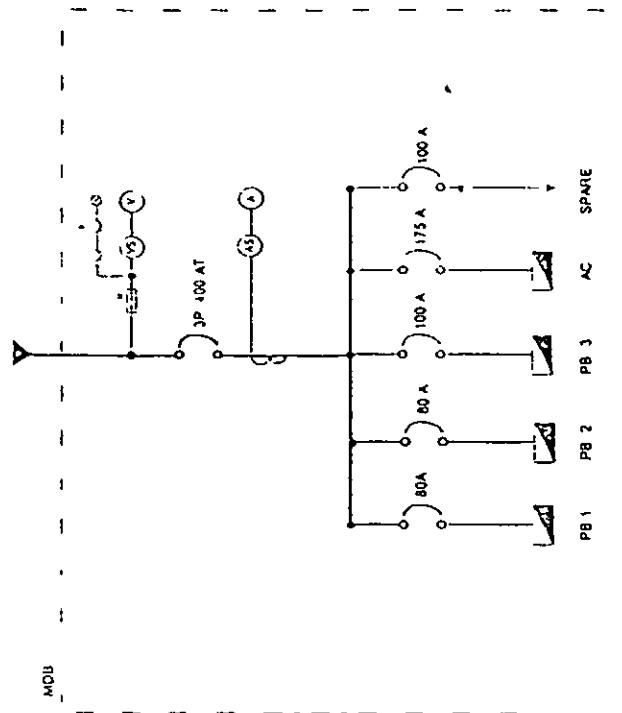 MDB
V
VS
3P 400 AT
A
AS
80A
80 A
100 A
175 A
100 A
PB 1
PB 2
PB 3
AC
SPARE